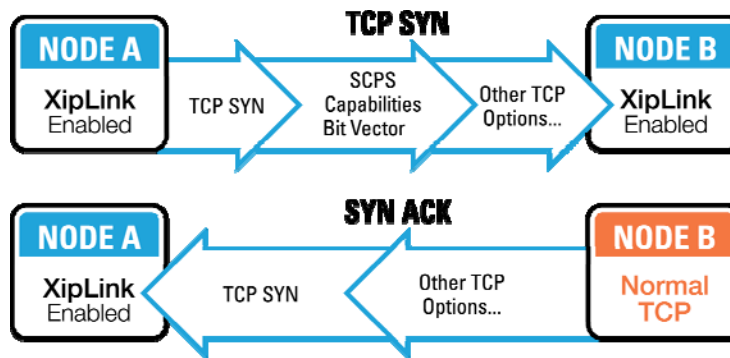 TCP SYN
NODE A
XipLink
Enabled
TCP SYN
SCPS
Capabilities
Bit Vector
Other TCP
Options...
NODE B
XipLink
Enabled
SYN ACK
NODE A
XipLink
Enabled
TCP SYN
Other TCP
Options...
NODE B
Normal
TCP